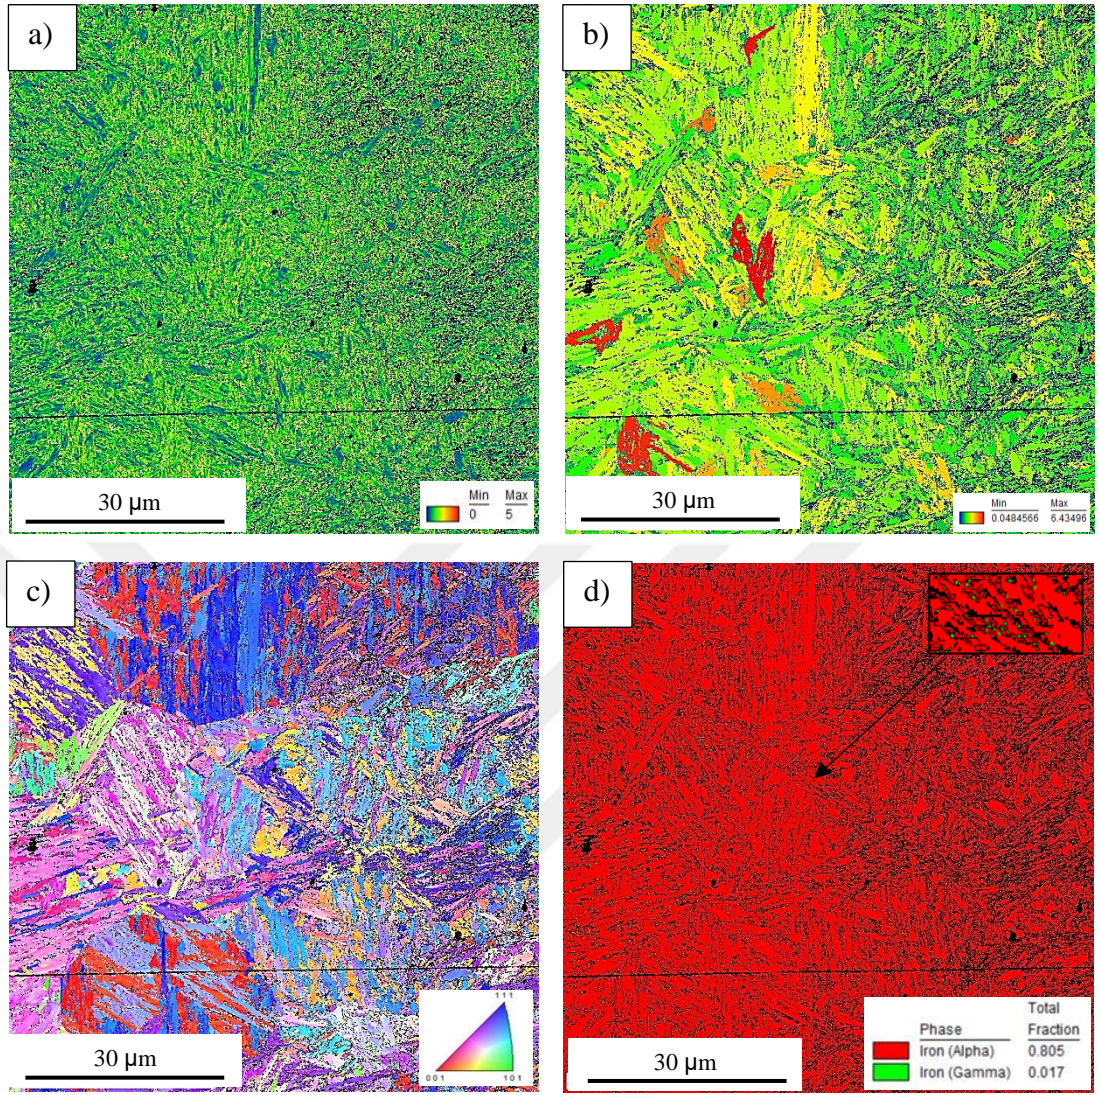 a)
b)
30 µm
Min Max
0 5
30 µm
Min Max
0.0484566 6.43496
c)
d)
30 µm
111
001 101
30 µm
Total
Phase Fraction
Iron (Alpha) 0.805
Iron (Gamma) 0.017